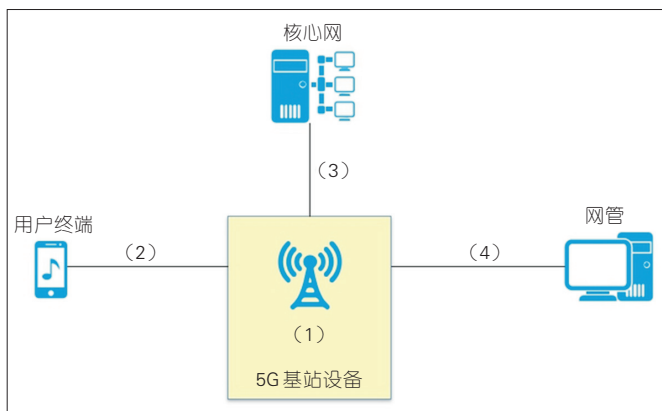 核心网
（3）
用户终端
（2）
（4）
网管
（1）
5G基站设备